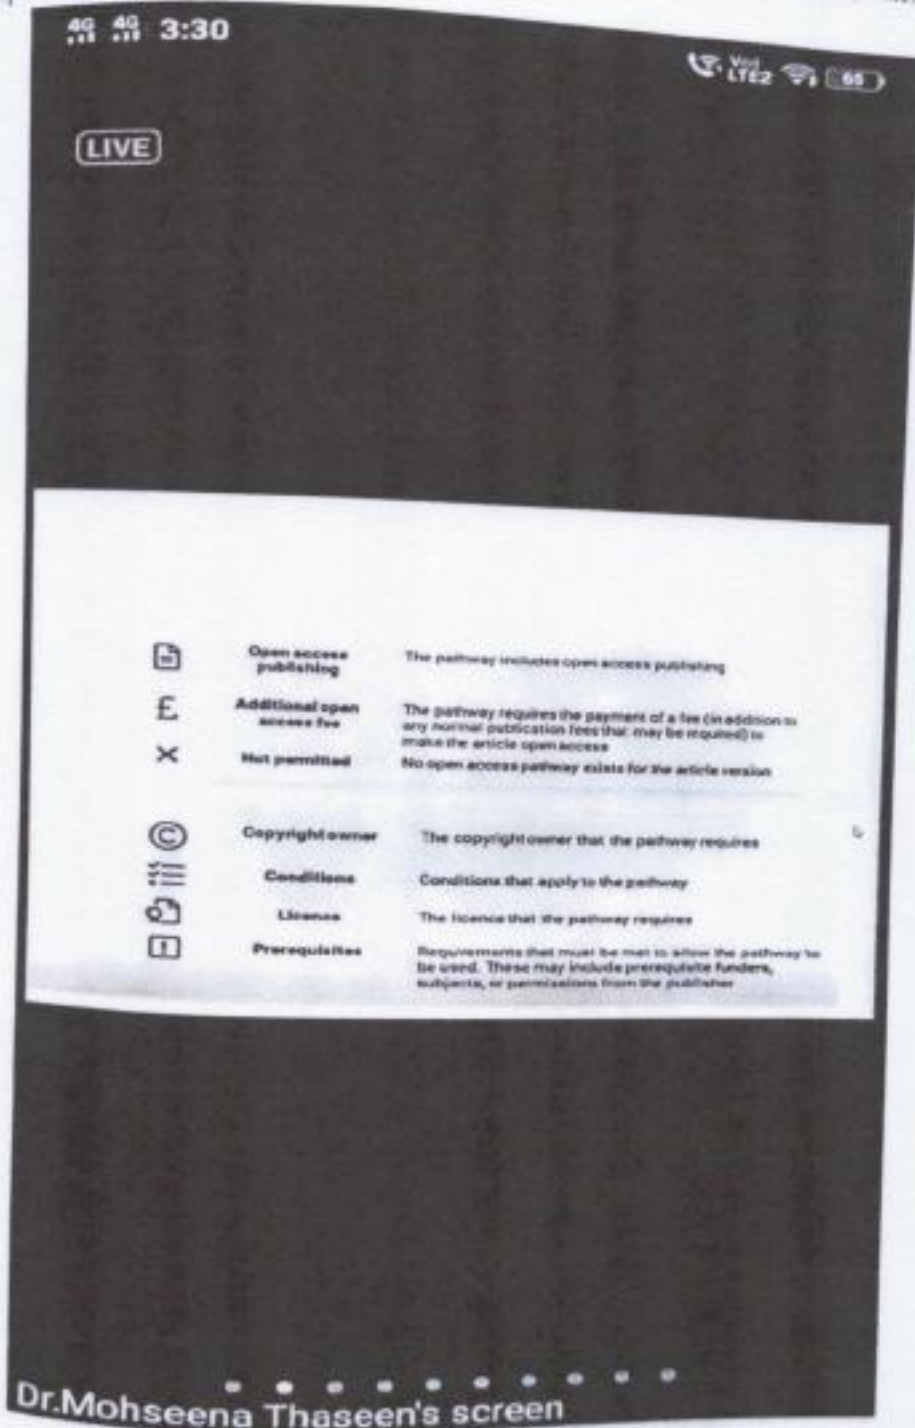 4G 4G 3:30
LTE2 65
LIVE
Open access
publishing
The pathway includes open access publishing
£
Additional open
access fee
The pathway requires the payment of a fee (in addition to
any normal publication fees that may be required) to
make the article open access
Not permitted
No open access pathway exists for the article version
©
Copyright owner
The copyright owner that the pathway requires
Conditions
Conditions that apply to the pathway
License
The licence that the pathway requires
Prerequisites
Requirements that must be met to allow the pathway to
be used. These may include prerequisite funders,
subjects, or permissions from the publisher
Dr.Mohseena Thaseen's screen